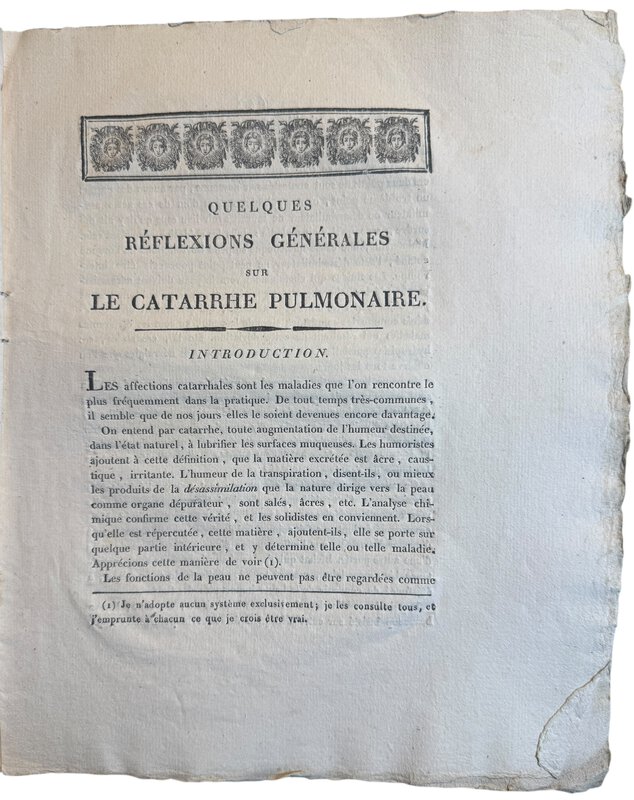 QUELQUES
RÉFLEXIONS GÉNÉRALES
SUR
LE CATARRHE PULMONAIRE.
INTRODUCTION.
LES affections catarrhales sont les maladies que l'on rencontre le
plus fréquemment dans la pratique. De tout temps très-communes,
il semble que de nos jours elles le soient devenues encore davantage.
On entend par catarrhe, toute augmentation de l'humeur destinée,
dans l'état naturel, à lubrifier les surfaces muqueuses. Les humoristes
ajoutent à cette définition, que la matière excrétée est âcre, caus-
tique, irritante. L'humeur de la transpiration, disent-ils, ou mieux
les produits de la désassimilation que la nature dirige vers la peau
comme organe dépurateur, sont salés, âcres, etc. L'analyse chi-
mique confirme cette vérité, et les solidistes en conviennent. Lors-
qu'elle est répercutée, cette matière, ajoutent-ils, elle se porte sur
quelque partie intérieure, et y détermine telle ou telle maladie.
Apprécions cette manière de voir (1).
Les fonctions de la peau ne peuvent pas être regardées comme
(1) Je n'adopte aucun système exclusivement; je les consulte tous, et
j'emprunte à chacun ce que je crois être vrai.